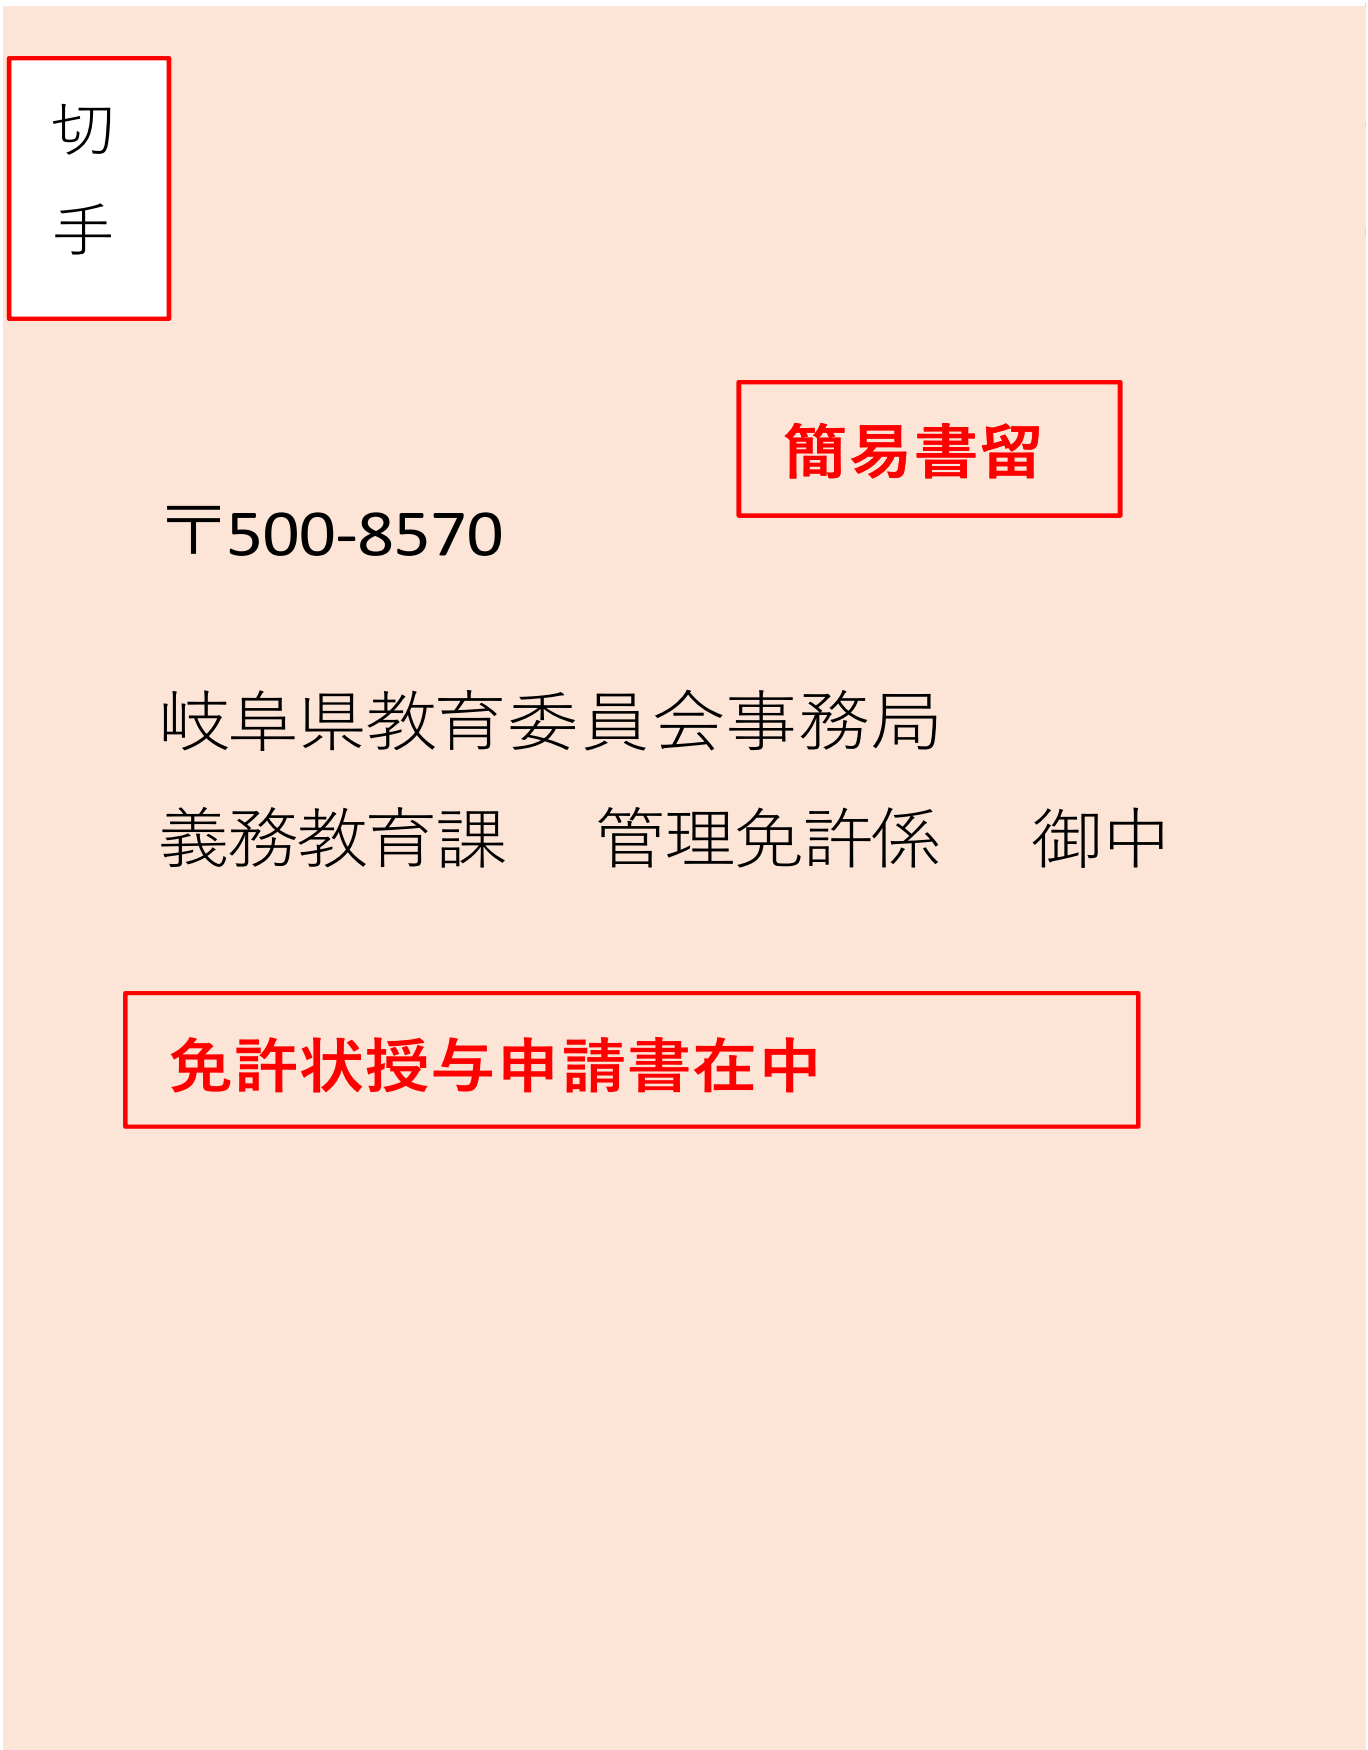 切
手
簡易書留
〒500-8570
岐阜県教育委員会事務局
義務教育課　管理免許係　御中
免許状授与申請書在中